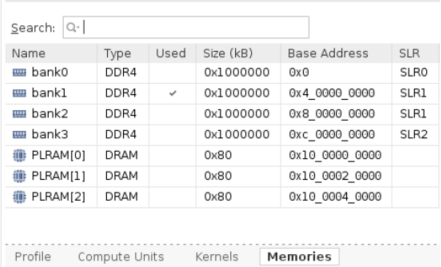 Search:
Name Type Used Size (kB) Base Address SLR
bank0 DDR4 0x1000000 0x0 SLR0
bank1 DDR4 ✓ 0x1000000 0x4_0000_0000 SLR1
bank2 DDR4 0x1000000 0x8_0000_0000 SLR1
bank3 DDR4 0x1000000 0xc_0000_0000 SLR2
PLRAM[0] DRAM 0x80 0x10_0000_0000
PLRAM[1] DRAM 0x80 0x10_0002_0000
PLRAM[2] DRAM 0x80 0x10_0004_0000
Profile Compute Units Kernels Memories